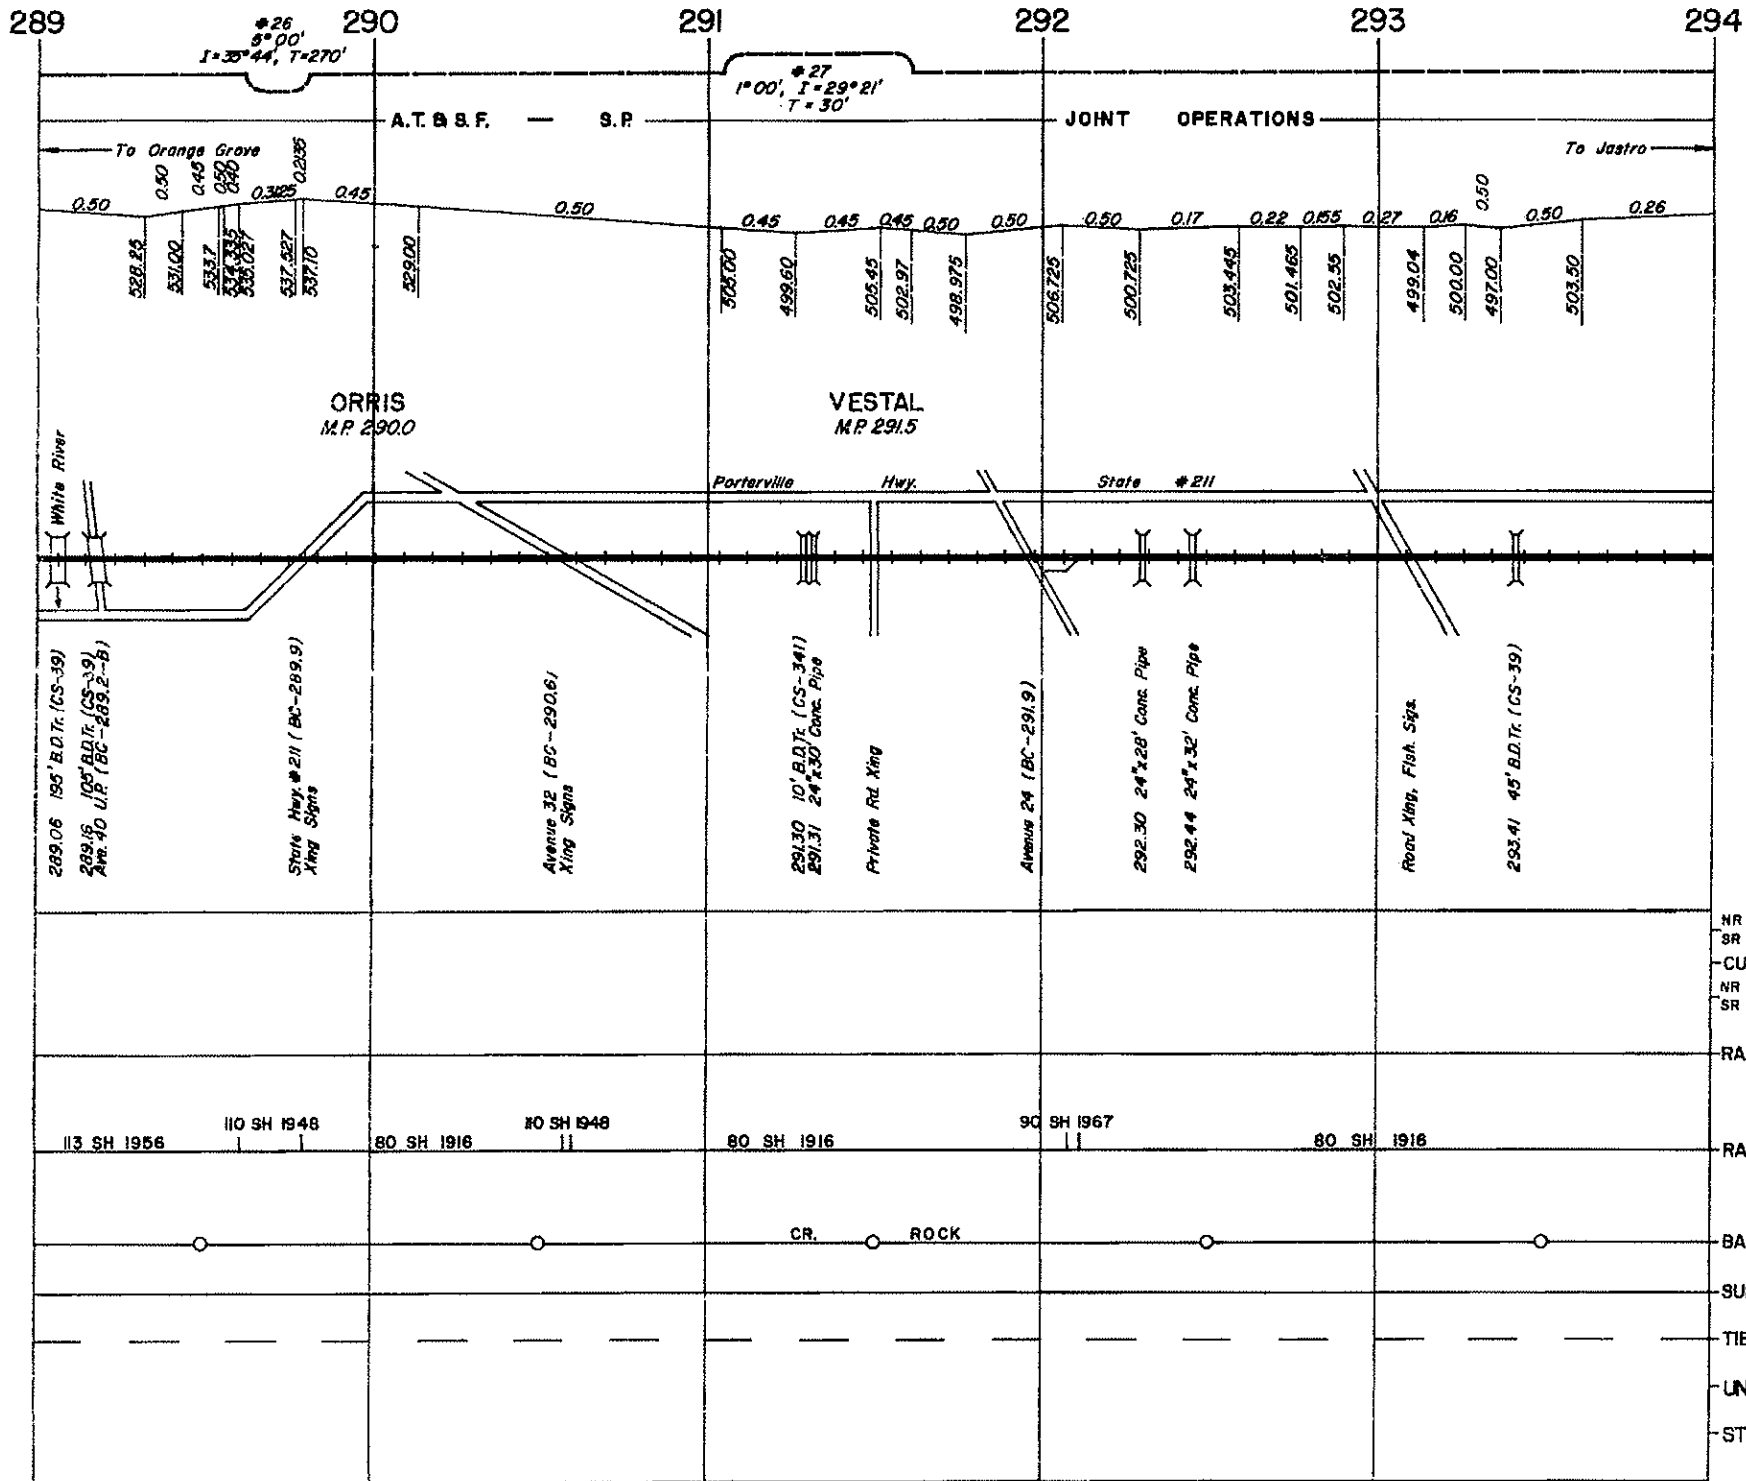 289 290 291 292 293 294
#26
5°00'
I=35°44', T=270'
#27
1°00', I=29°21'
T=30'
A.T. & S.F. — S.P. JOINT OPERATIONS
To Orange Grove
To Jastro
0.50 0.50 0.45 0.50 0.40 0.3125 0.2135 0.45 0.50 0.45 0.45 0.45 0.50 0.50 0.50 0.17 0.22 0.155 0.27 0.16 0.50 0.50 0.26
528.25 531.00 533.7 534.335 535.027 537.527 537.10 529.00 505.00 499.60 505.45 502.97 498.975 506.725 500.725 503.445 501.465 502.55 499.04 500.00 497.00 503.50
ORRIS
M.P. 290.0
VESTAL
M.P. 291.5
White River
Porterville Hwy. State #211
289.06 195' B.D.Tr. (CS-39)
289.16 105' B.D.Tr. (CS-39)
Ave. 40 U.P. (BC-289.2-B)
State Hwy. #211 (BC-289.9)
Xing Signs
Avenue 32 (BC-290.6)
Xing Signs
291.30 10' B.D.Tr. (CS-341)
291.31 24"x30' Conc. Pipe
Private Rd. Xing
Avenue 24 (BC-291.9)
292.30 24"x28' Conc. Pipe
292.44 24"x32' Conc. Pipe
Road Xing, Flsh. Sigs.
293.41 45' B.D.Tr. (CS-39)
NR
SR
CU
NR
SR
RA
113 SH 1956 110 SH 1948 80 SH 1916 110 SH 1948 80 SH 1916 90 SH 1967 80 SH 1916
RA
CR. ROCK
BA
SU
TIE
UN
ST